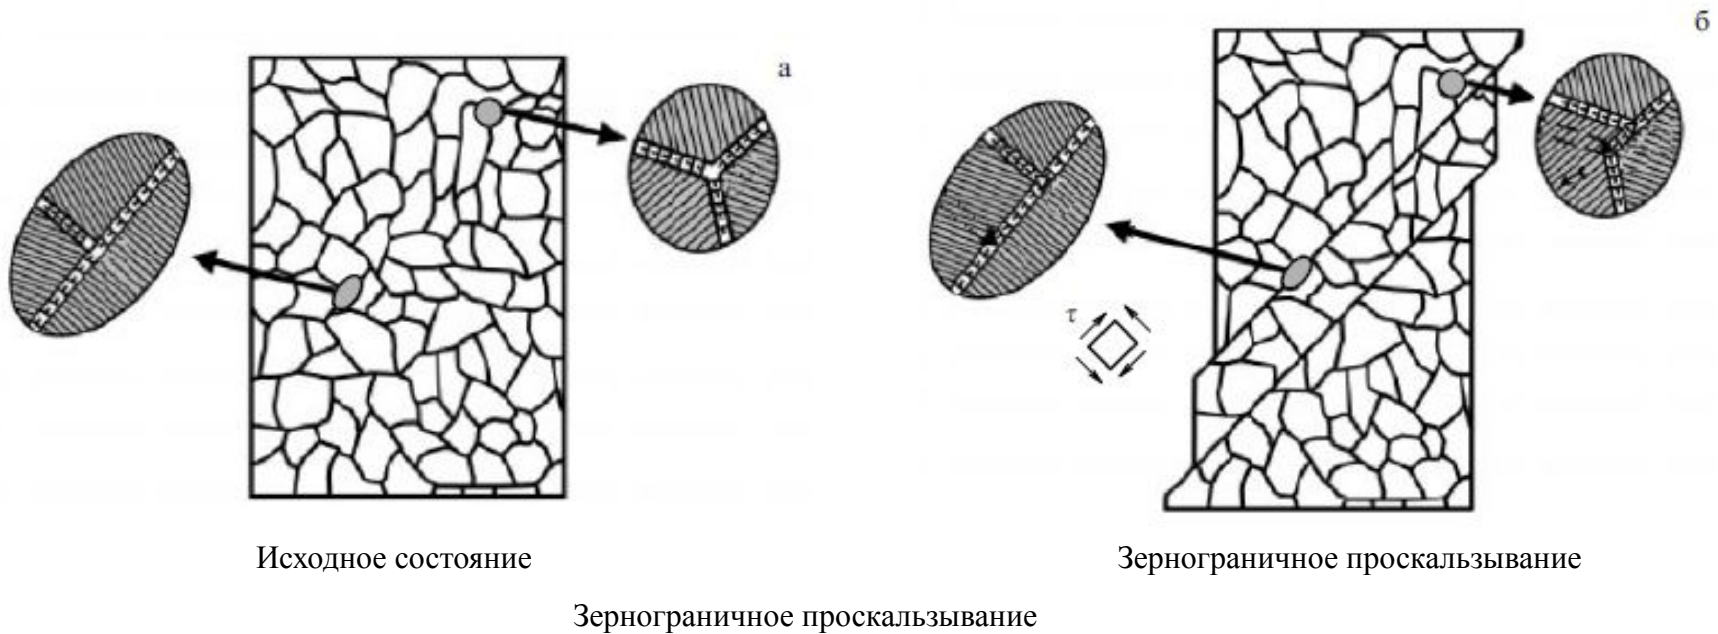 а
б
τ
Исходное состояние
Зернограничное проскальзывание
Зернограничное проскальзывание